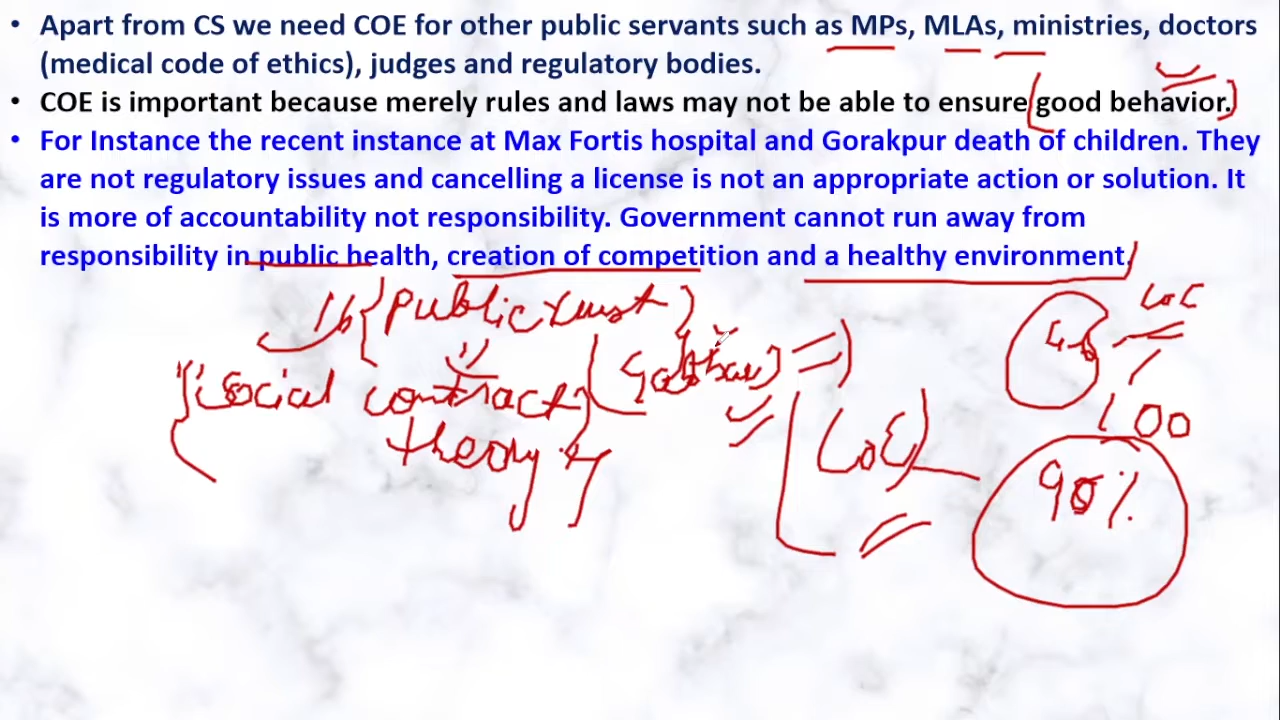 • Apart from CS we need COE for other public servants such as MPs, MLAs, ministries, doctors
(medical code of ethics), judges and regulatory bodies.
• COE is important because merely rules and laws may not be able to ensure good behavior.
• For Instance the recent instance at Max Fortis hospital and Gorakpur death of children. They
are not regulatory issues and cancelling a license is not an appropriate action or solution. It
is more of accountability not responsibility. Government cannot run away from
responsibility in public health, creation of competition and a healthy environment.
public trust
social contract
theory
CoE
CoC
100
90%